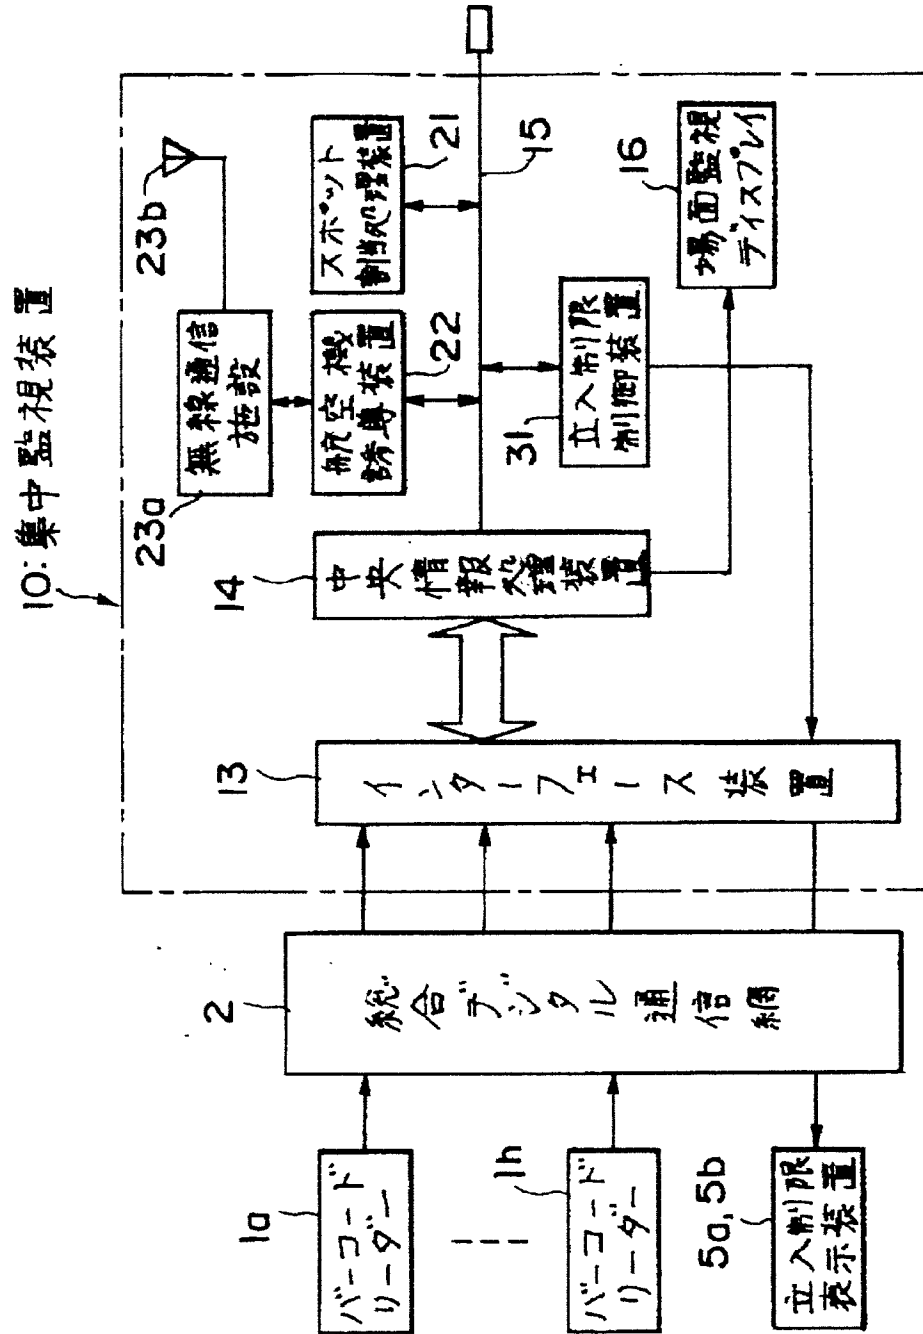 10:集中監視装置
23b
無線通信
施設
23a
スポット
割当処理装置
21
航空機
誘導装置
22
15
立入制限
制御装置
31
場面監視
ディスプレイ
16
中央情報処理装置
14
インターフェース装置
13
総合デジタル通信網
2
バーコード
リーダー
1a
バーコード
リーダー
1h
立入制限
表示装置
5a,5b